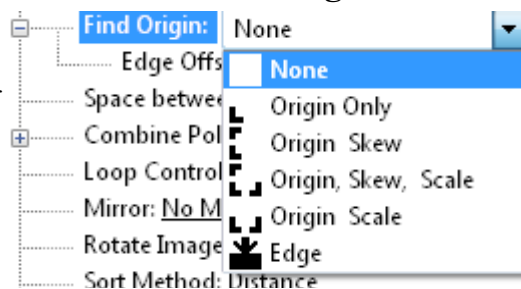 Find Origin: None
Edge Offs
None
Space betwee
Origin Only
Combine Pol
Origin Skew
Loop Control
Origin, Skew, Scale
Mirror: No M
Origin Scale
Rotate Image
Edge
Sort Method: Distance